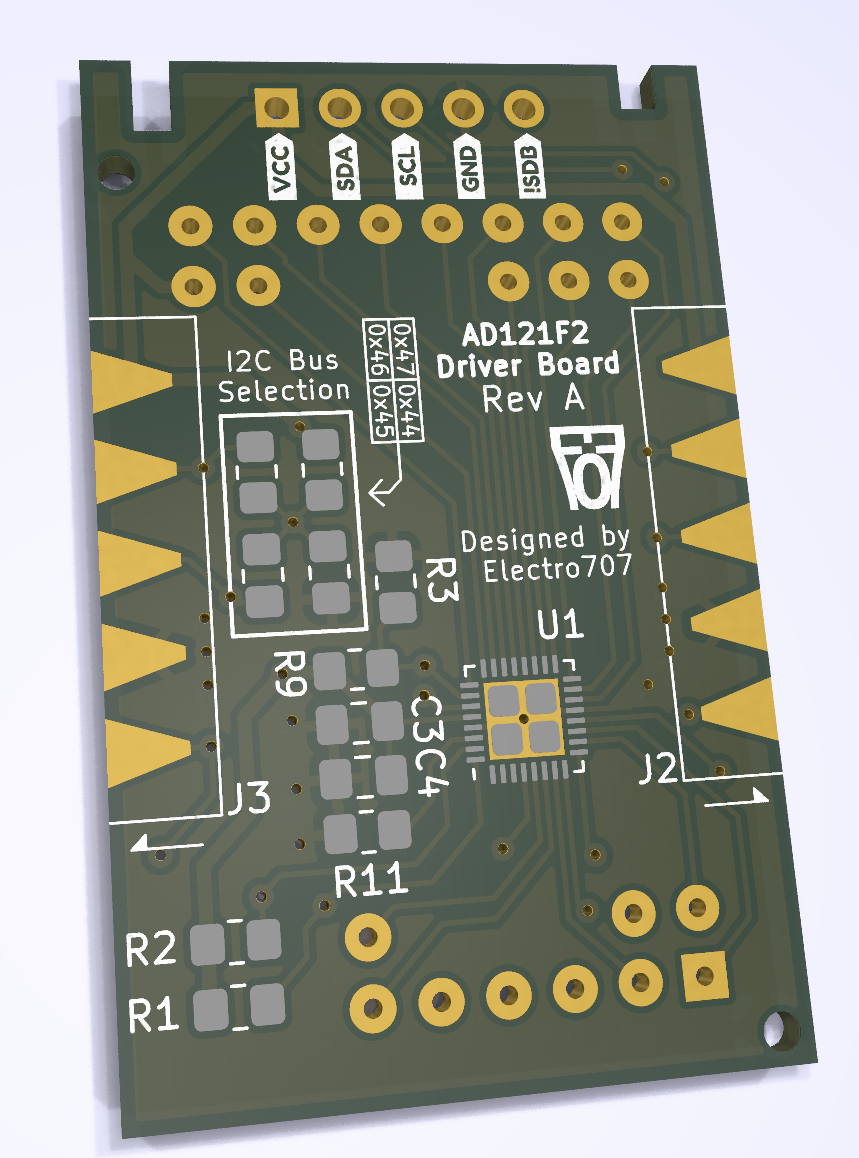 VCC
SDA
SCL
GND
!SDB
0x47
0x44
0x46
0x45
I2C Bus
Selection
AD121F2
Driver Board
Rev A
Designed by
Electro707
R3
U1
R9
C3
C4
J2
J3
R11
R2
R1